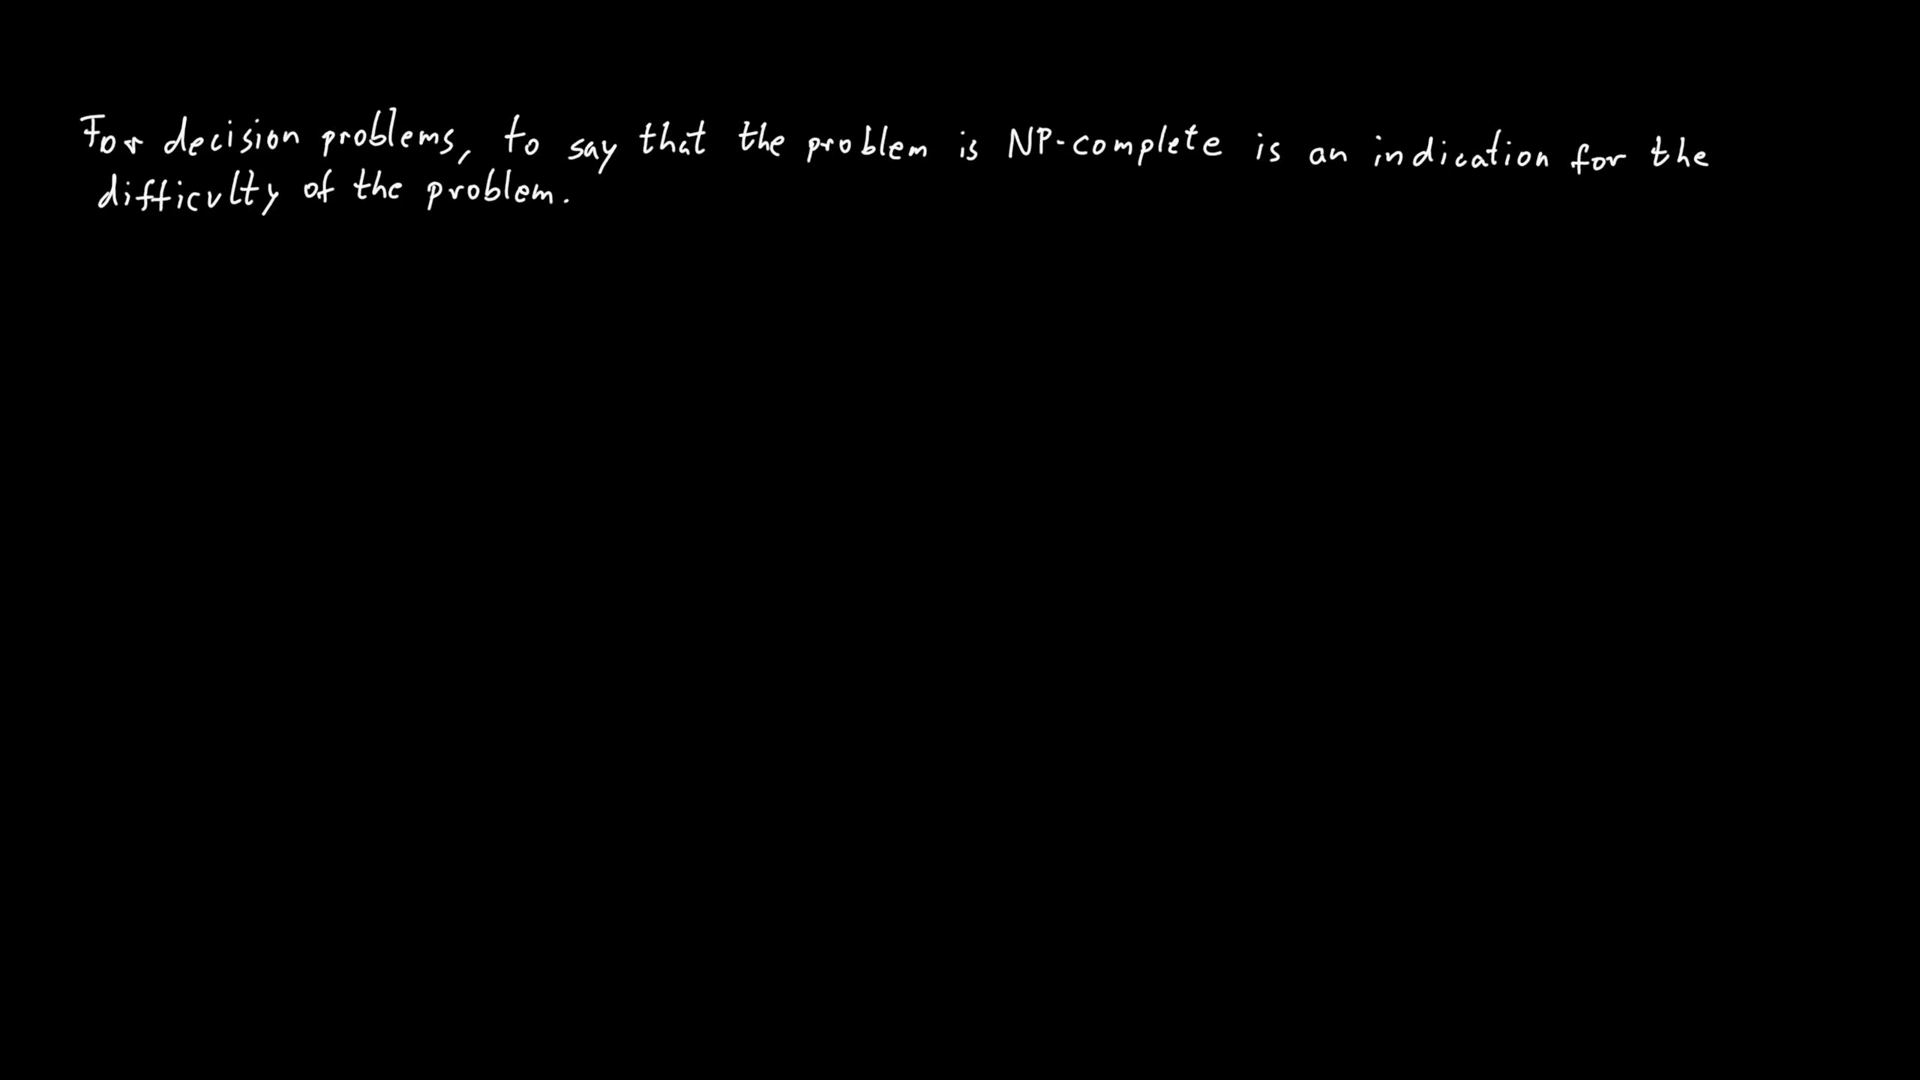 For decision problems, to say that the problem is NP-complete is an indication for the
difficulty of the problem.